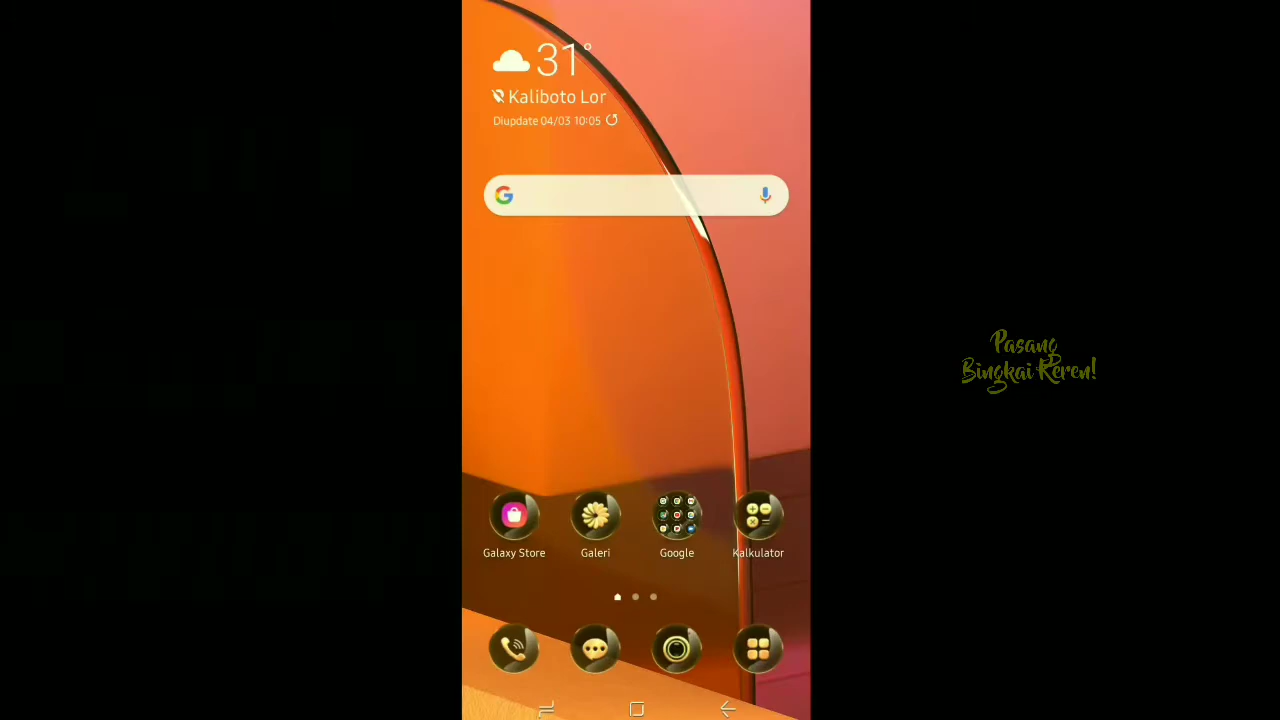 31°
Kaliboto Lor
Diupdate 04/03 10:05
G
Galaxy Store
Galeri
Google
Kalkulator
Pasang
Bingkai Keren!